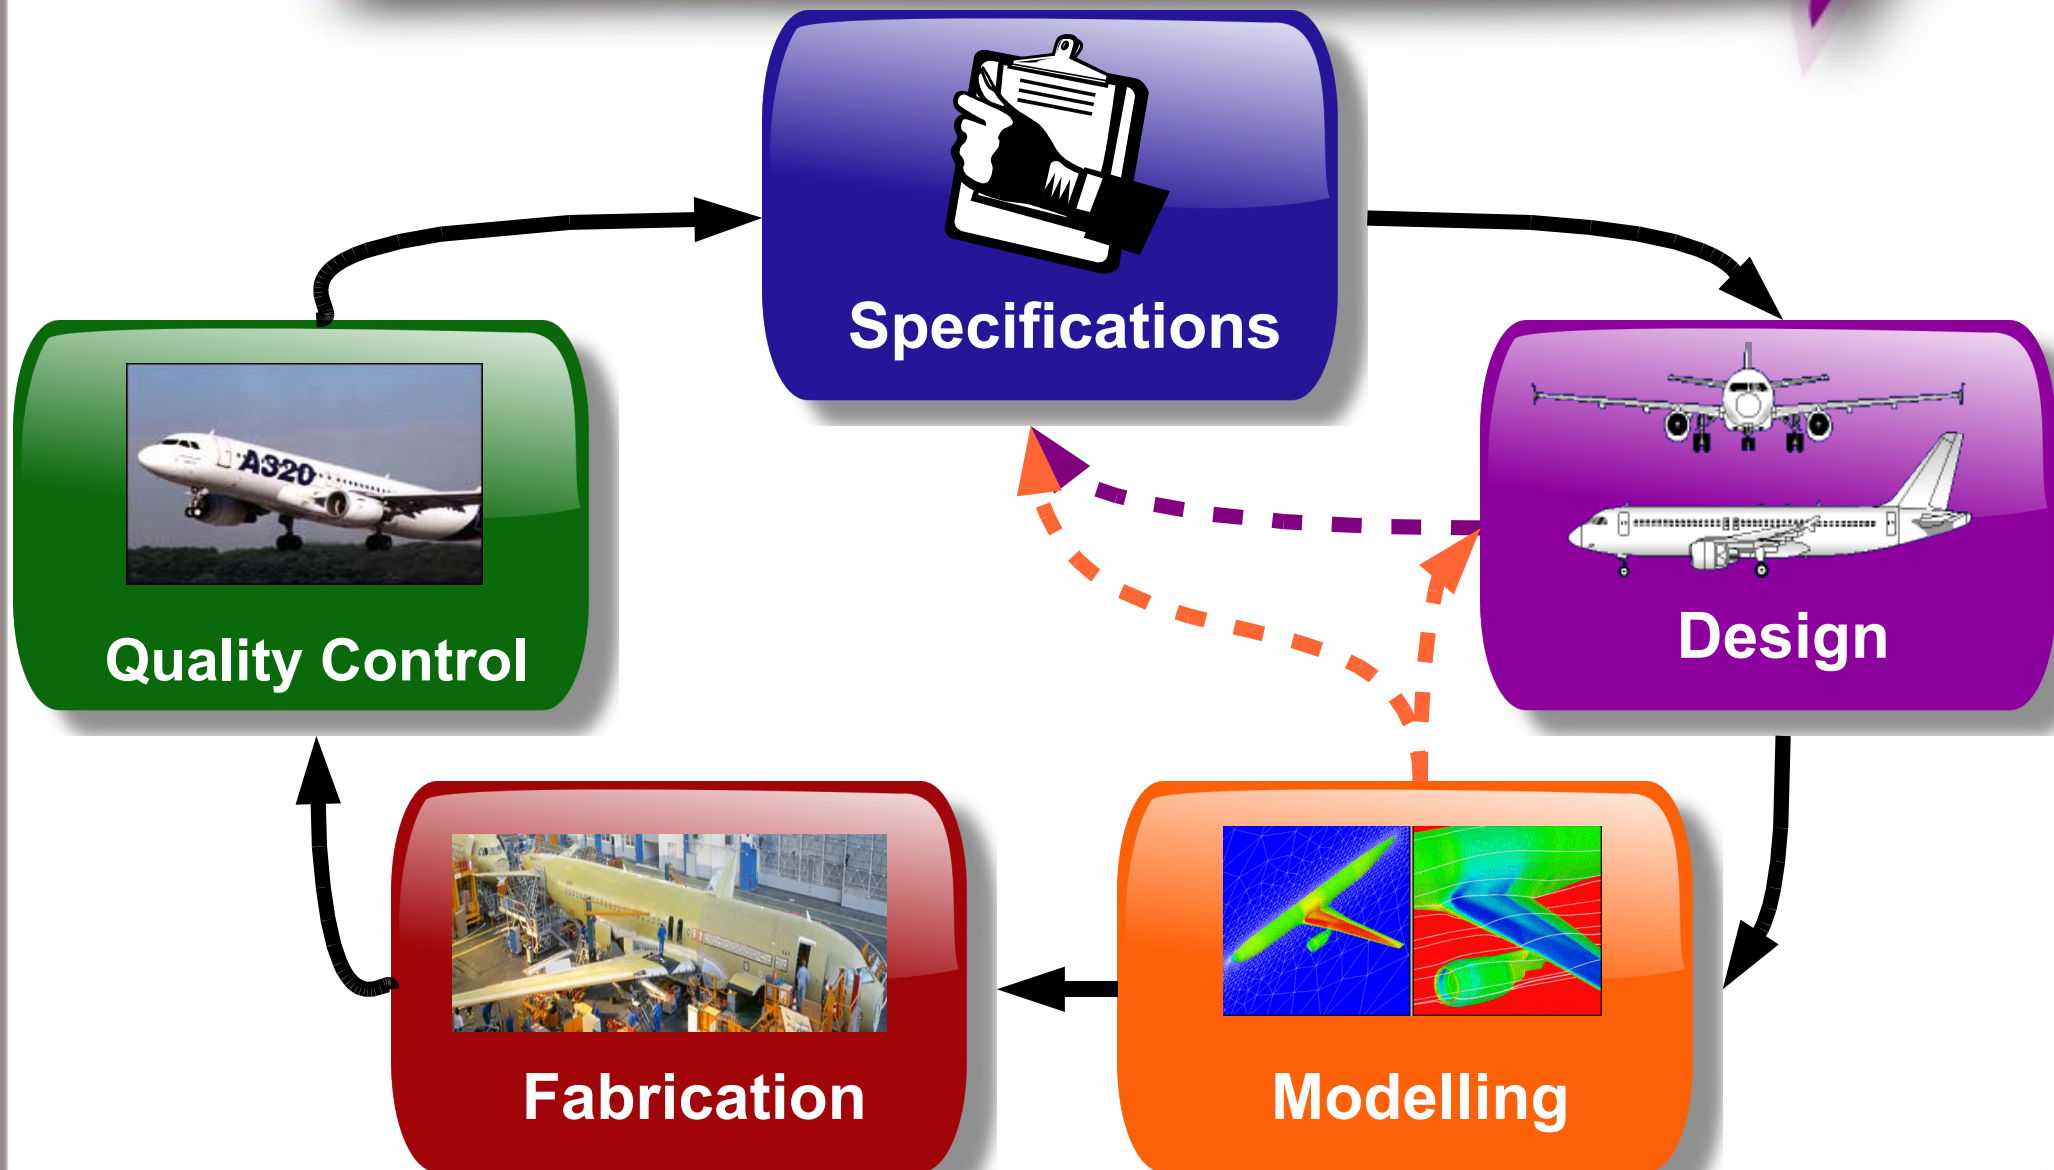 Specifications
A320
Quality Control
Design
Fabrication
Modelling